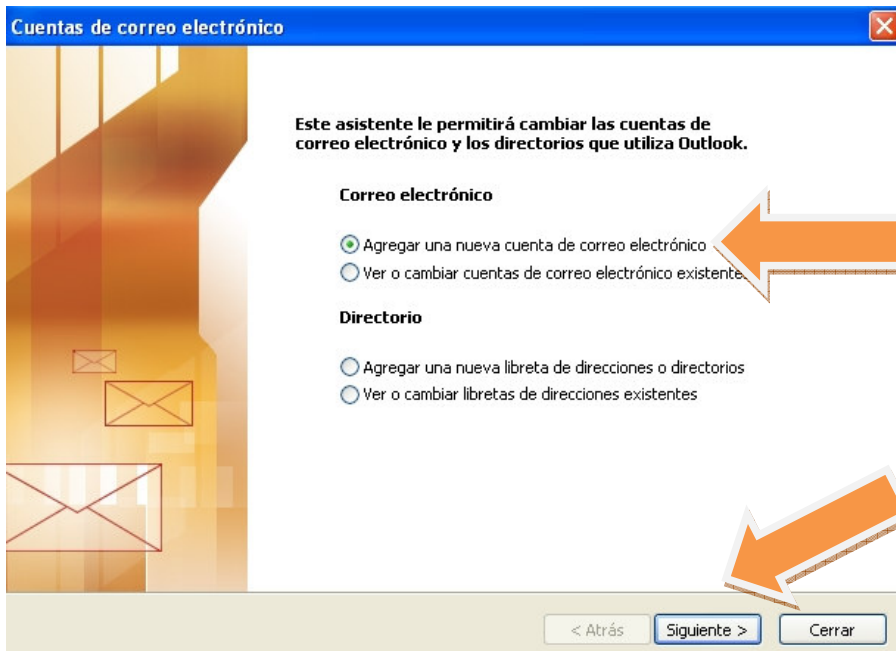 Cuentas de correo electrónico
Este asistente le permitirá cambiar las cuentas de
correo electrónico y los directorios que utiliza Outlook.
Correo electrónico
Agregar una nueva cuenta de correo electrónico
Ver o cambiar cuentas de correo electrónico existente
Directorio
Agregar una nueva libreta de direcciones o directorios
Ver o cambiar libretas de direcciones existentes
< Atrás
Siguiente >
Cerrar